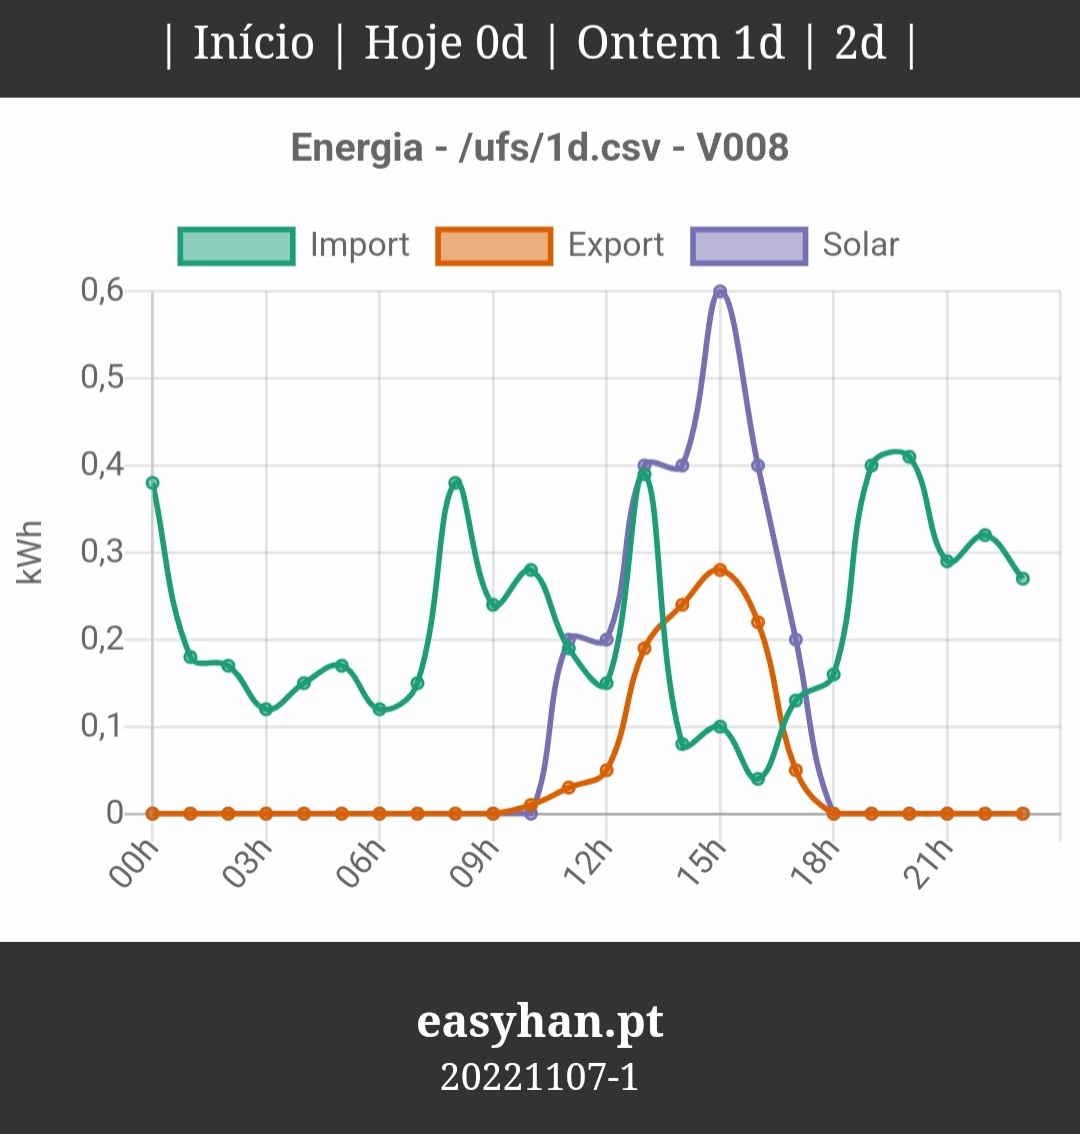 | Início | Hoje 0d | Ontem 1d | 2d |
Energia - /ufs/1d.csv - V008
Import Export Solar
0,6
0,5
0,4
0,3
0,2
0,1
0
kWh
00h 03h 06h 09h 12h 15h 18h 21h
easyhan.pt
20221107-1